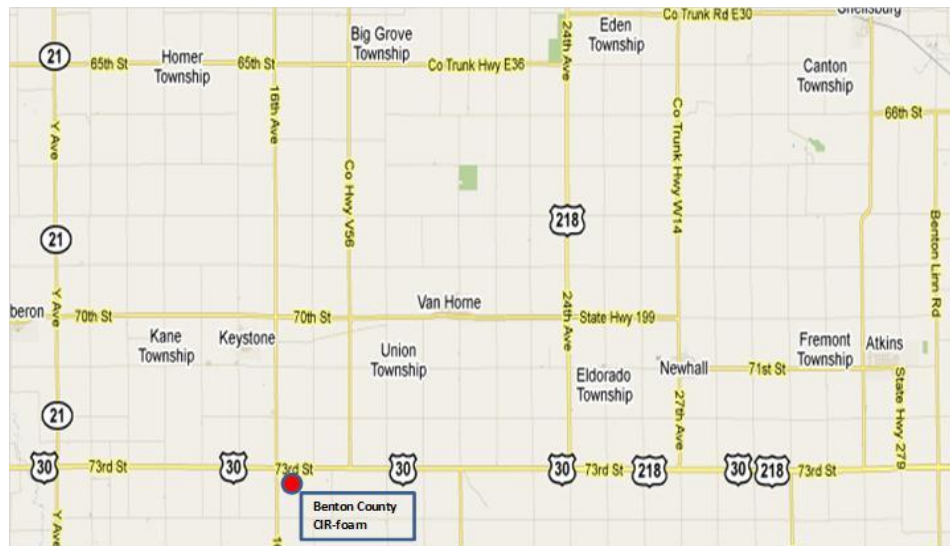 Co Trunk Rd E30
Shellsburg
Eden
Township
24th Ave
Big Grove
Township
21
65th St
Homer
Township
65th St
Co Trunk Hwy E36
Canton
Township
16th Ave
66th St
Y Ave
Co Trunk Hwy W14
Co Hwy V56
218
21
Benton Linn Rd
Y Ave
beron
70th St
70th St
Van Horne
24th Ave
State Hwy 199
Kane
Township
Keystone
Union
Township
Fremont
Township
Atkins
Eldorado
Township
Newhall
71st St
27th Ave
State Hwy 279
21
30
73rd St
30
73rd St
30
30
73rd St
218
30
218
73rd St
Y Ave
16
Benton County
CIR-foam